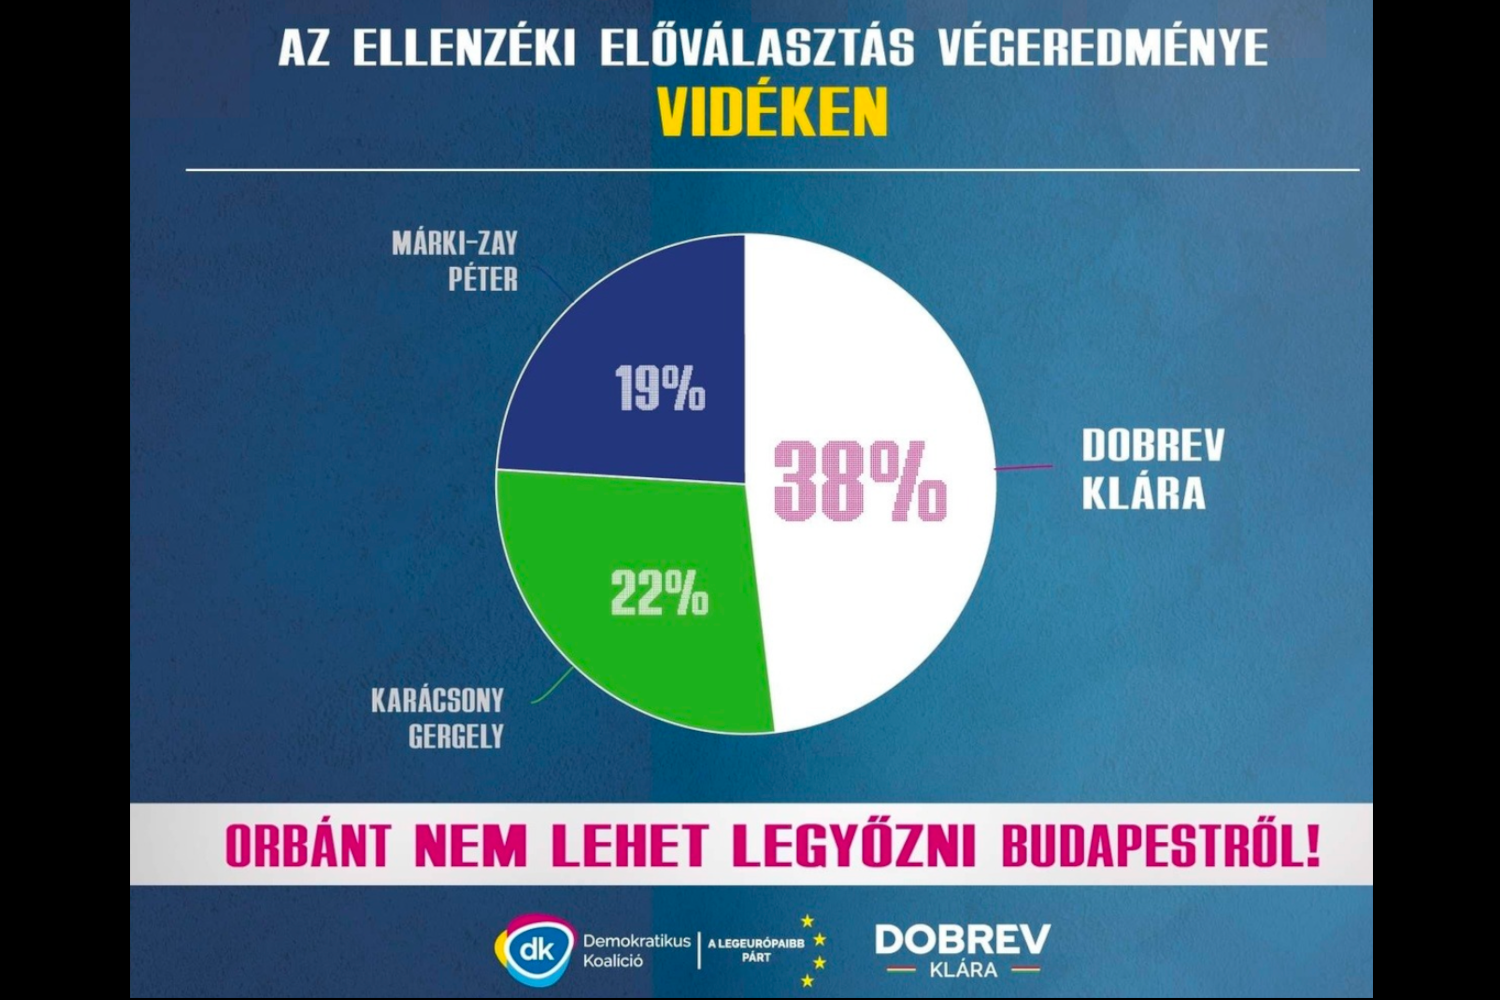 AZ ELLENZÉKI ELŐVÁLASZTÁS VÉGEREDMÉNYE
VIDÉKEN
MÁRKI-ZAY
PÉTER
19%
38%
DOBREV
KLÁRA
22%
KARÁCSONY
GERGELY
ORBÁNT NEM LEHET LEGYŐZNI BUDAPESTRŐL!
dk
Demokratikus
Koalíció
A LEGEURÓPAIBB
PÁRT
DOBREV
KLÁRA